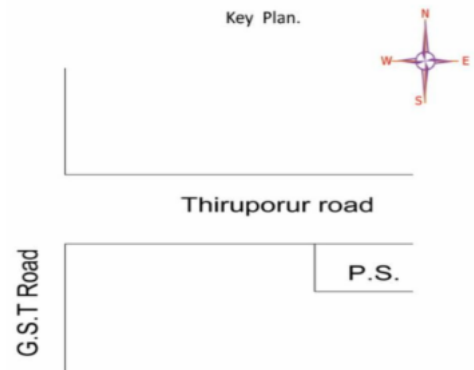 Key Plan.
N
W E
S
Thiruporur road
G.S.T Road
P.S.